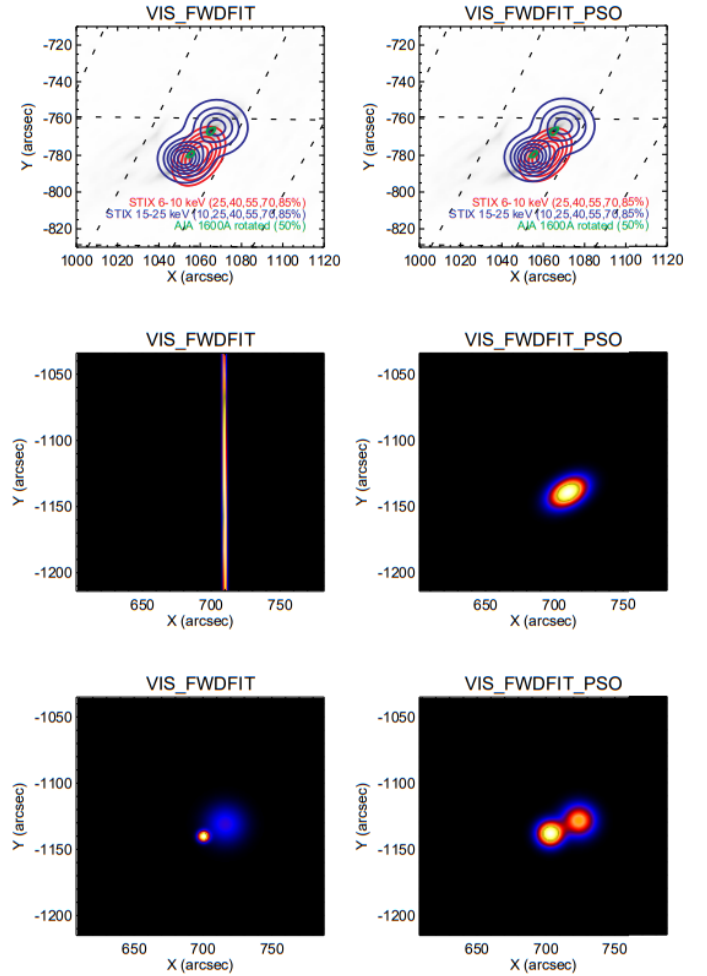 VIS_FWDFIT
VIS_FWDFIT_PSO
-720
-740
-760
-780
-800
-820
Y (arcsec)
STIX 6-10 keV (25,40,55,70,85%)
STIX 15-25 keV (10,25,40,55,70,85%)
AIA 1600A rotated (50%)
1000 1020 1040 1060 1080 1100 1120
X (arcsec)
-720
-740
-760
-780
-800
-820
Y (arcsec)
STIX 6-10 keV (25,40,55,70,85%)
STIX 15-25 keV (10,25,40,55,70,85%)
AIA 1600A rotated (50%)
1000 1020 1040 1060 1080 1100 1120
X (arcsec)
VIS_FWDFIT
VIS_FWDFIT_PSO
-1050
-1100
-1150
-1200
Y (arcsec)
650 700 750
X (arcsec)
-1050
-1100
-1150
-1200
Y (arcsec)
650 700 750
X (arcsec)
VIS_FWDFIT
VIS_FWDFIT_PSO
-1050
-1100
-1150
-1200
Y (arcsec)
650 700 750
X (arcsec)
-1050
-1100
-1150
-1200
Y (arcsec)
650 700 750
X (arcsec)